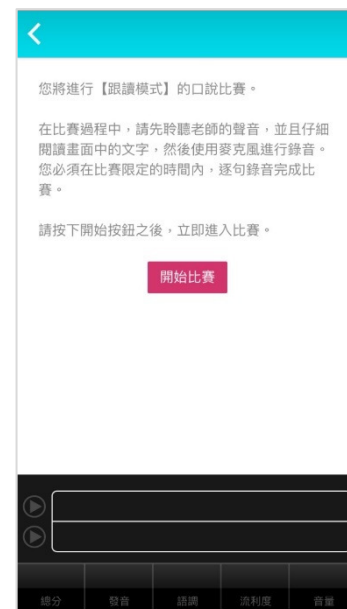 您將進行【跟讀模式】的口說比賽。
在比賽過程中，請先聆聽老師的聲音，並且仔細
閱讀畫面中的文字，然後使用麥克風進行錄音。
您必須在比賽限定的時間內，逐句錄音完成比
賽。
請按下開始按鈕之後，立即進入比賽。
開始比賽
總分 發音 語調 流利度 音量